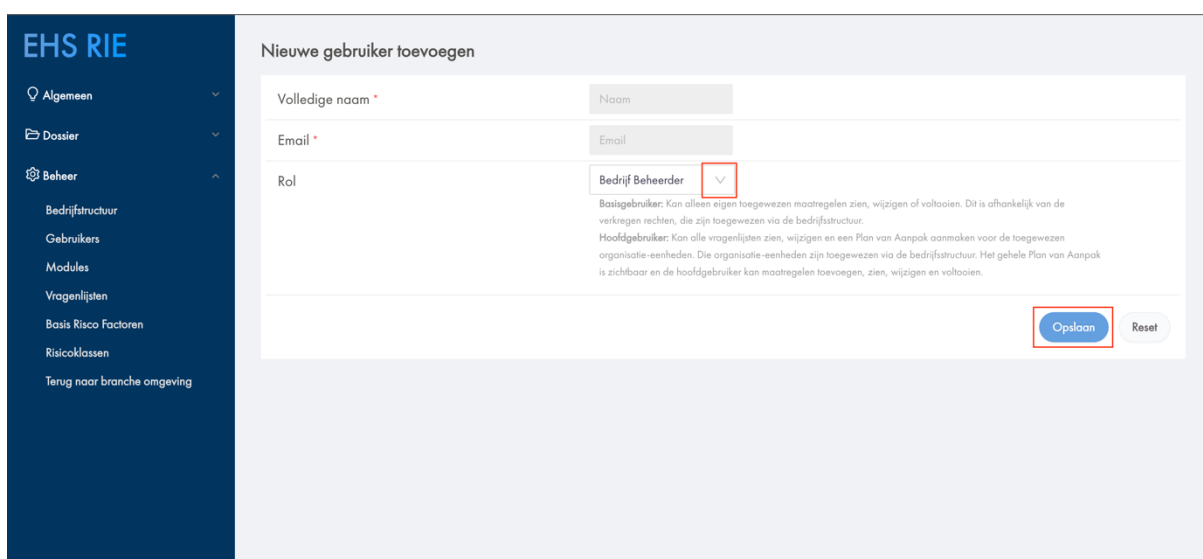 EHS RIE
Algemeen
Dossier
Beheer
Bedrijfstructuur
Gebruikers
Modules
Vragenlijsten
Basis Risco Factoren
Risicoklassen
Terug naar branche omgeving
Nieuwe gebruiker toevoegen
Volledige naam *
Naam
Email *
Email
Rol
Bedrijf Beheerder
Basisgebruiker: Kan alleen eigen toegewezen maatregelen zien, wijzigen of voltooien. Dit is afhankelijk van de
verkregen rechten, die zijn toegewezen via de bedrijfsstructuur.
Hoofdgebruiker: Kan alle vragenlijsten zien, wijzigen en een Plan van Aanpak aanmaken voor de toegewezen
organisatie-eenheden. Die organisatie-eenheden zijn toegewezen via de bedrijfsstructuur. Het gehele Plan van Aanpak
is zichtbaar en de hoofdgebruiker kan maatregelen toevoegen, zien, wijzigen en voltooien.
Opslaan
Reset